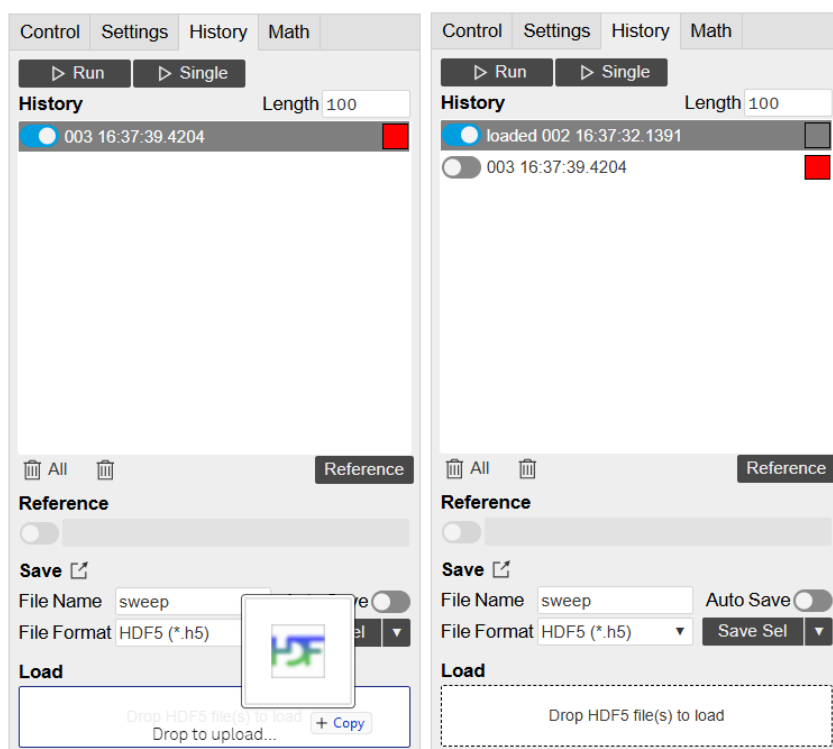 Control Settings History Math
Run Single
History Length 100
003 16:37:39.4204
All Reference
Reference
Save
File Name sweep
File Format HDF5 (*.h5)
HDF
Load
Drop HDF5 file(s) to load
+ Copy
Drop to upload...
Control Settings History Math
Run Single
History Length 100
loaded 002 16:37:32.1391
003 16:37:39.4204
All Reference
Reference
Save
File Name sweep Auto Save
File Format HDF5 (*.h5) Save Sel
Load
Drop HDF5 file(s) to load